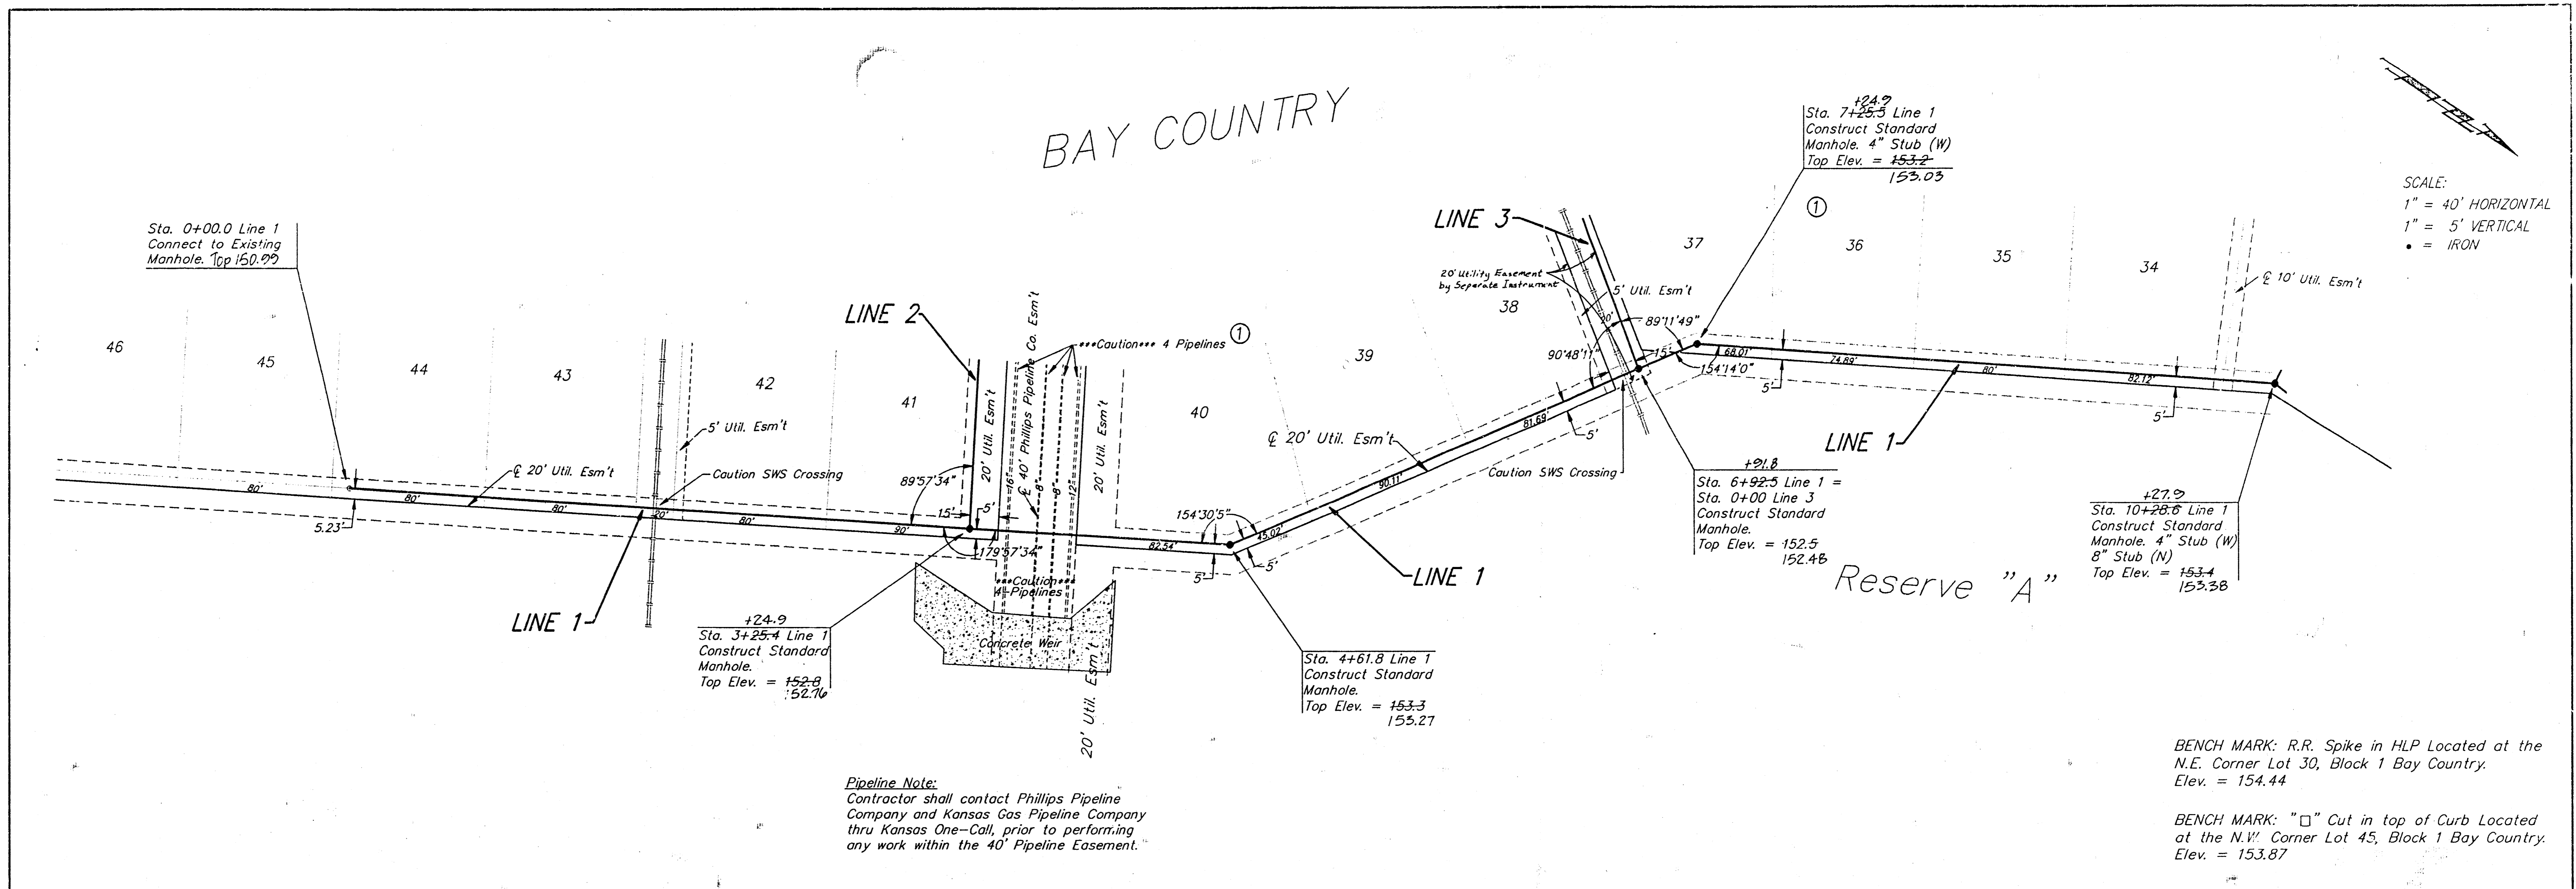 BAY COUNTRY
+24.9
Sta. 7+25.5 Line 1
Construct Standard
Manhole. 4" Stub (W)
Top Elev. = 153.2
153.03
SCALE:
1" = 40' HORIZONTAL
1" = 5' VERTICAL
• = IRON
Sta. 0+00.0 Line 1
Connect to Existing
Manhole. Top 150.99
LINE 3
1
37
36
35
34
℄ 10' Util. Esm't
20' Utility Easement
by Separate Instrument
5' Util. Esm't
38
20'
89°11'49"
90°48'11"
15'
154°14'0"
68.01'
74.89'
80'
82.12'
5'
5'
LINE 1
LINE 2
***Caution*** 4 Pipelines
1
39
40
46
45
44
43
42
41
5' Util. Esm't
Caution SWS Crossing
℄ 20' Util. Esm't
80'
80'
80'
20'
80'
90'
5.23'
89°57'34"
15'
5'
179°57'34"
20' Util. Esm't
16"
℄ 40' Phillips Pipeline Co. Esm't
8"
8"
12"
20' Util. Esm't
82.54'
154°30'5"
45.02'
90.11'
81.69'
5'
5'
5'
℄ 20' Util. Esm't
Caution SWS Crossing
LINE 1
LINE 1
***Caution***
4 Pipelines
Concrete Weir
20' Util. Esm't
+24.9
Sta. 3+25.4 Line 1
Construct Standard
Manhole.
Top Elev. = 152.8
152.76
Sta. 4+61.8 Line 1
Construct Standard
Manhole.
Top Elev. = 153.3
153.27
+91.8
Sta. 6+92.5 Line 1 =
Sta. 0+00 Line 3
Construct Standard
Manhole.
Top Elev. = 152.5
152.48
Reserve "A"
+27.9
Sta. 10+28.6 Line 1
Construct Standard
Manhole. 4" Stub (W)
8" Stub (N)
Top Elev. = 153.4
153.38
Pipeline Note:
Contractor shall contact Phillips Pipeline
Company and Kansas Gas Pipeline Company
thru Kansas One-Call, prior to performing
any work within the 40' Pipeline Easement.
BENCH MARK: R.R. Spike in HLP Located at the
N.E. Corner Lot 30, Block 1 Bay Country.
Elev. = 154.44
BENCH MARK: "□" Cut in top of Curb Located
at the N.W. Corner Lot 45, Block 1 Bay Country.
Elev. = 153.87